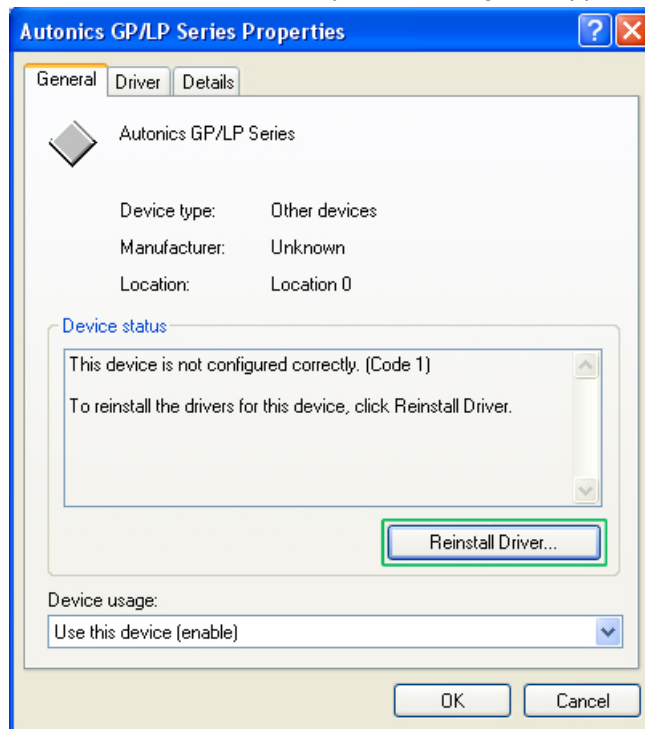 Autonics GP/LP Series Properties
General Driver Details
Autonics GP/LP Series
Device type: Other devices
Manufacturer: Unknown
Location: Location 0
Device status
This device is not configured correctly. (Code 1)
To reinstall the drivers for this device, click Reinstall Driver.
Reinstall Driver...
Device usage:
Use this device (enable)
OK Cancel